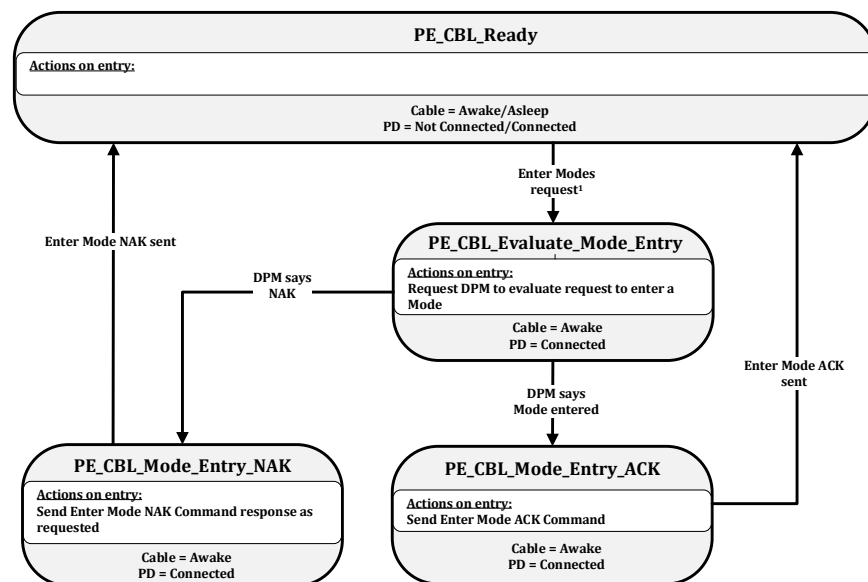 PE_CBL_Ready
Actions on entry:
Cable = Awake/Asleep
PD = Not Connected/Connected
Enter Modes
request¹
Enter Mode NAK sent
PE_CBL_Evaluate_Mode_Entry
Actions on entry:
Request DPM to evaluate request to enter a
Mode
Cable = Awake
PD = Connected
DPM says
NAK
Enter Mode ACK
sent
DPM says
Mode entered
PE_CBL_Mode_Entry_NAK
Actions on entry:
Send Enter Mode NAK Command response as
requested
Cable = Awake
PD = Connected
PE_CBL_Mode_Entry_ACK
Actions on entry:
Send Enter Mode ACK Command
Cable = Awake
PD = Connected